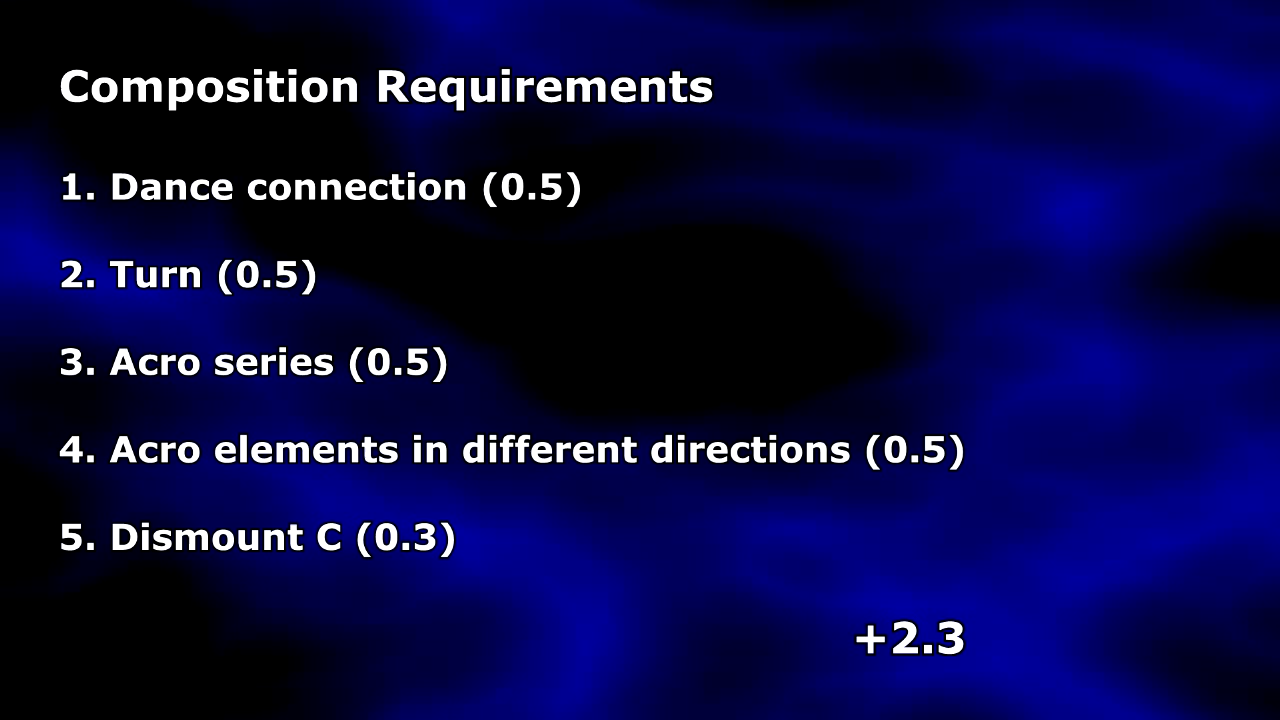 Composition Requirements
1. Dance connection (0.5)
2. Turn (0.5)
3. Acro series (0.5)
4. Acro elements in different directions (0.5)
5. Dismount C (0.3)
+2.3